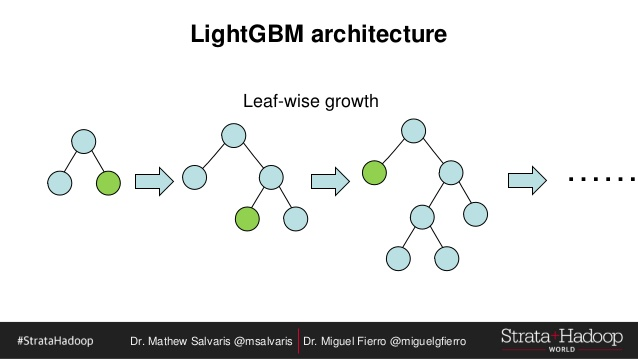 LightGBM architecture
Leaf-wise growth
......
#StrataHadoop
Dr. Mathew Salvaris @msalvaris
Dr. Miguel Fierro @miguelgfierro
Strata+Hadoop
WORLD